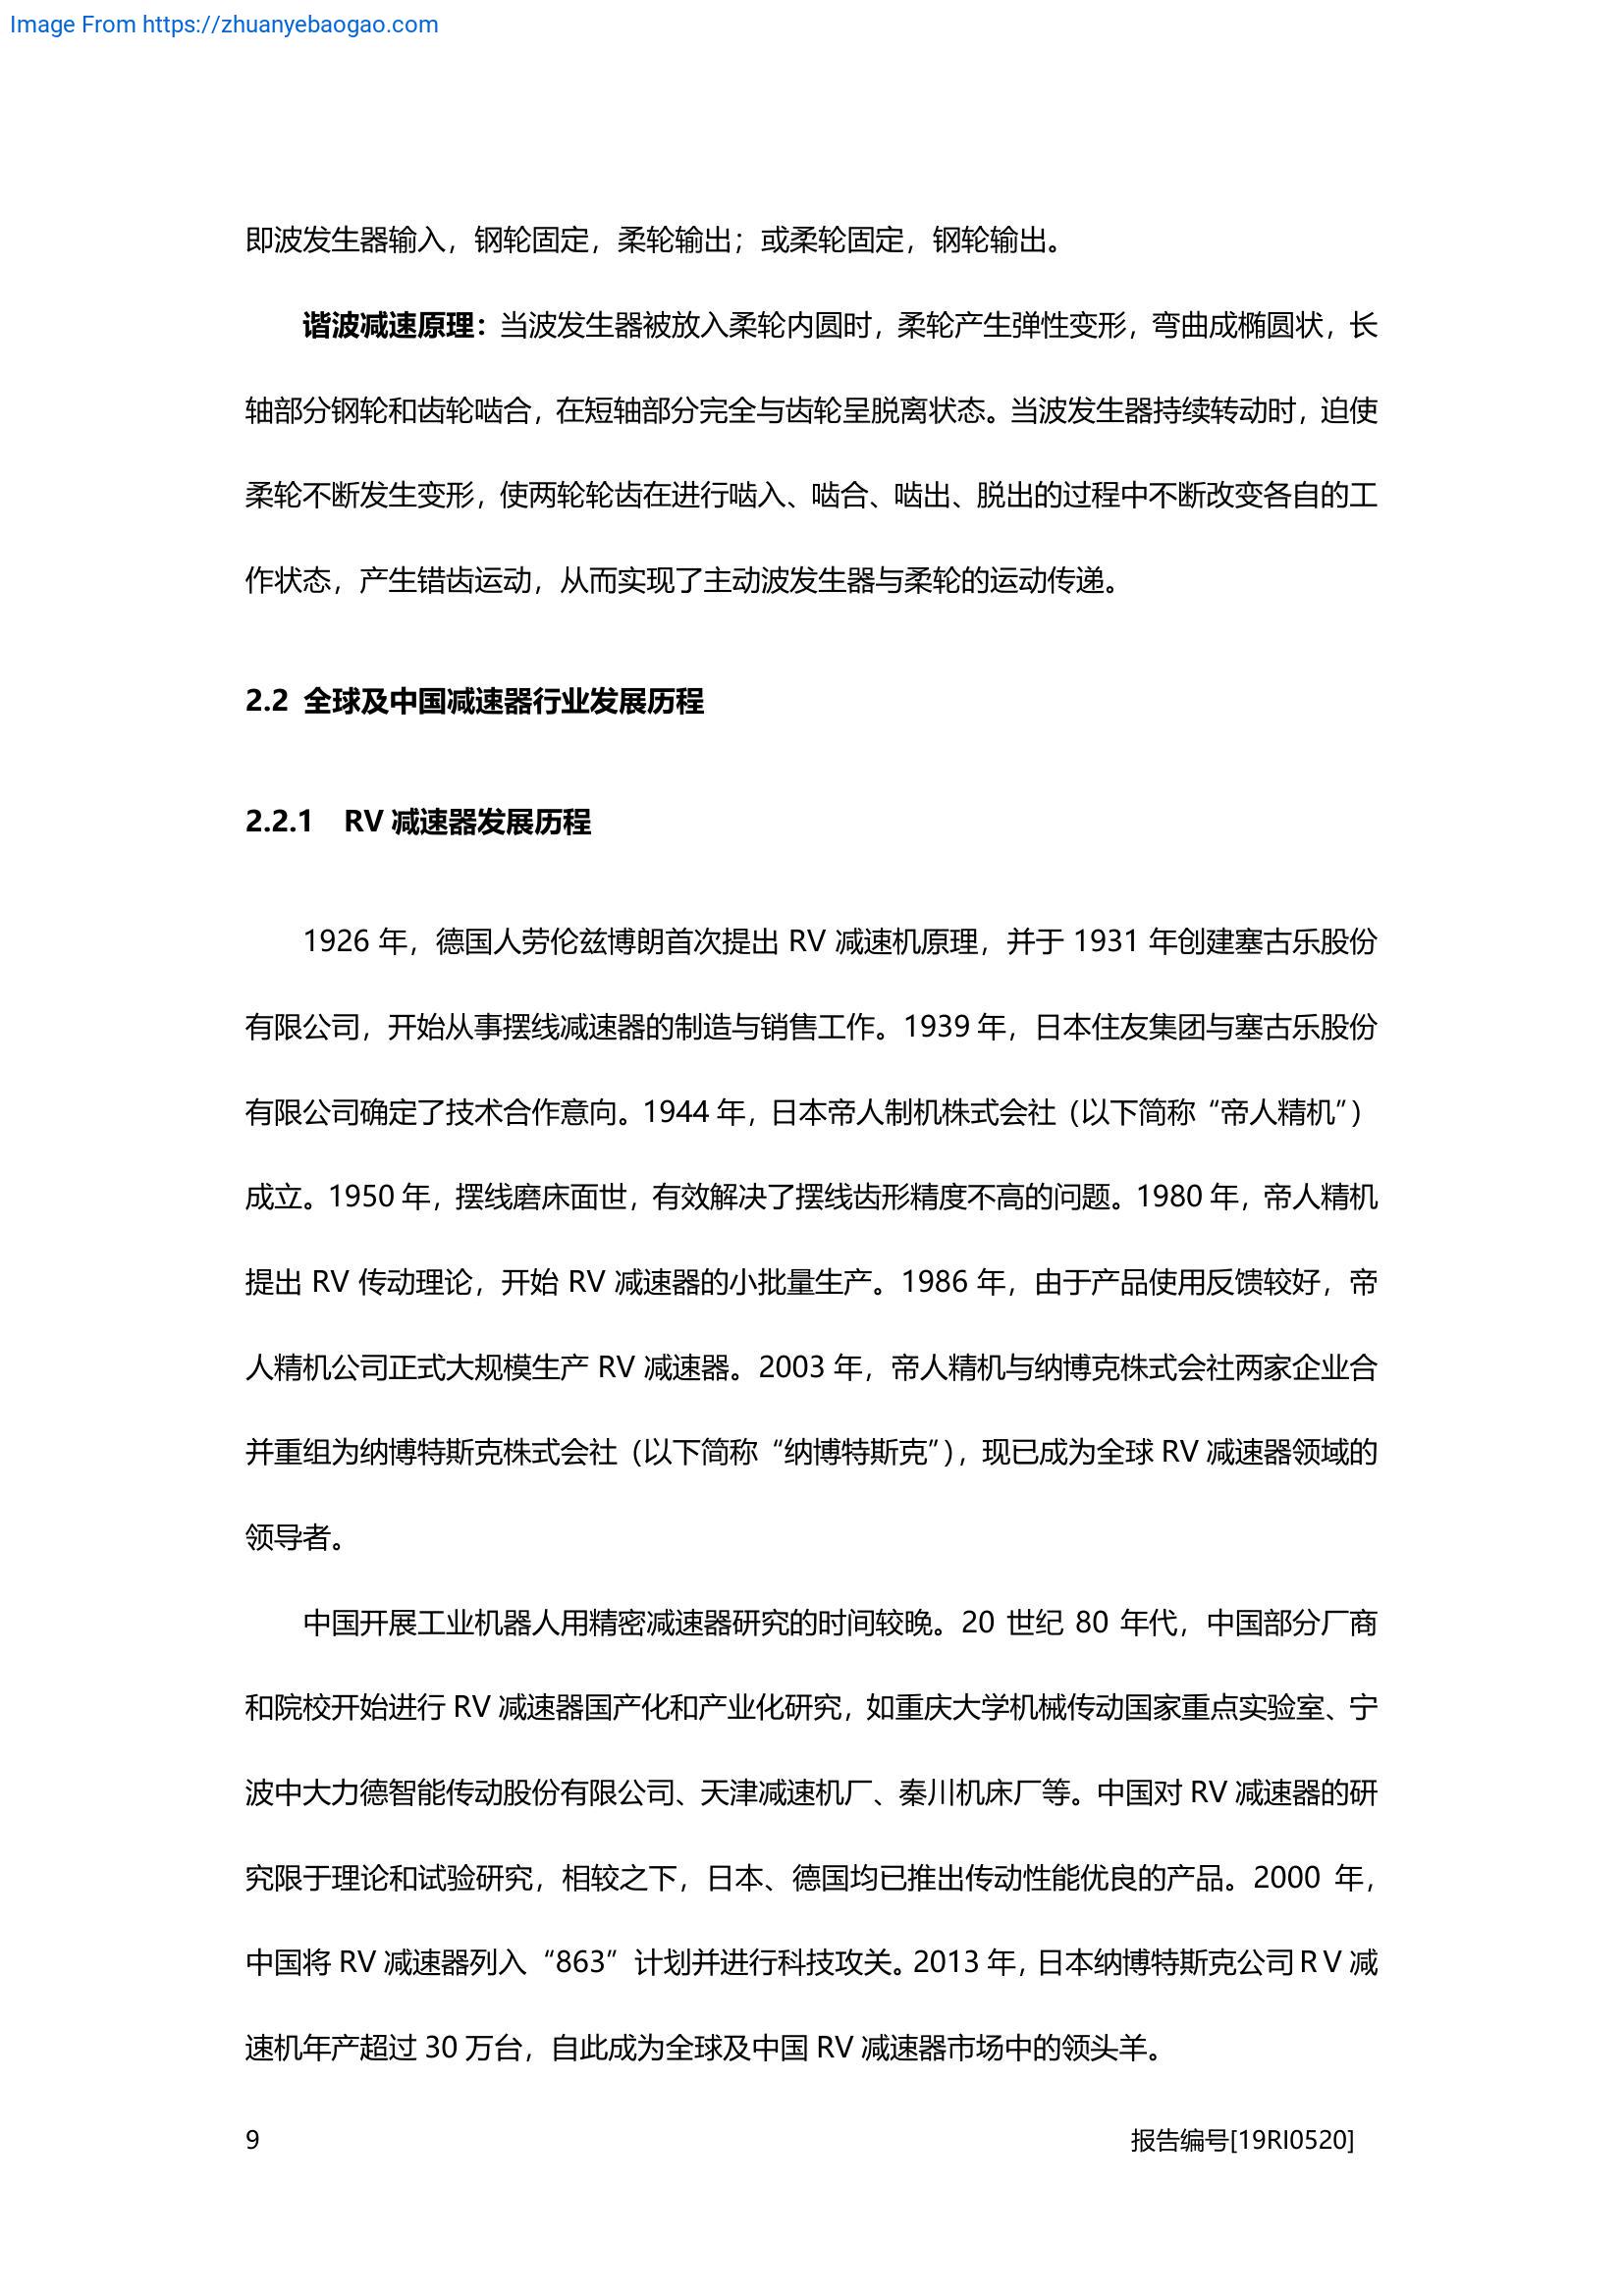 Image From https://zhuanyebaogao.com
即波发生器输入，钢轮固定，柔轮输出；或柔轮固定，钢轮输出。
谐波减速原理：当波发生器被放入柔轮内圆时，柔轮产生弹性变形，弯曲成椭圆状，长
轴部分钢轮和齿轮啮合，在短轴部分完全与齿轮呈脱离状态。当波发生器持续转动时，迫使
柔轮不断发生变形，使两轮轮齿在进行啮入、啮合、啮出、脱出的过程中不断改变各自的工
作状态，产生错齿运动，从而实现了主动波发生器与柔轮的运动传递。
2.2 全球及中国减速器行业发展历程
2.2.1 RV 减速器发展历程
1926 年，德国人劳伦兹博朗首次提出 RV 减速机原理，并于 1931 年创建塞古乐股份
有限公司，开始从事摆线减速器的制造与销售工作。1939 年，日本住友集团与塞古乐股份
有限公司确定了技术合作意向。1944 年，日本帝人制机株式会社（以下简称“帝人精机”）
成立。1950 年，摆线磨床面世，有效解决了摆线齿形精度不高的问题。1980 年，帝人精机
提出 RV 传动理论，开始 RV 减速器的小批量生产。1986 年，由于产品使用反馈较好，帝
人精机公司正式大规模生产 RV 减速器。2003 年，帝人精机与纳博克株式会社两家企业合
并重组为纳博特斯克株式会社（以下简称“纳博特斯克”），现已成为全球 RV 减速器领域的
领导者。
中国开展工业机器人用精密减速器研究的时间较晚。20 世纪 80 年代，中国部分厂商
和院校开始进行 RV 减速器国产化和产业化研究，如重庆大学机械传动国家重点实验室、宁
波中大力德智能传动股份有限公司、天津减速机厂、秦川机床厂等。中国对 RV 减速器的研
究限于理论和试验研究，相较之下，日本、德国均已推出传动性能优良的产品。2000 年，
中国将 RV 减速器列入“863”计划并进行科技攻关。2013 年，日本纳博特斯克公司ＲＶ减
速机年产超过 30 万台，自此成为全球及中国 RV 减速器市场中的领头羊。
9 报告编号[19RI0520]